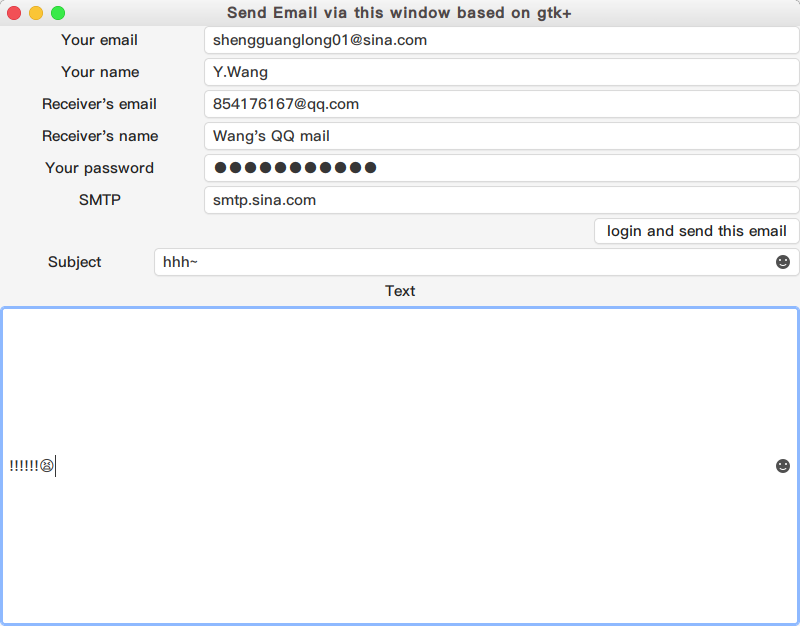 Send Email via this window based on gtk+
Your email shengguanglong01@sina.com
Your name Y.Wang
Receiver's email 854176167@qq.com
Receiver's name Wang's QQ mail
Your password ●●●●●●●●●●●
SMTP smtp.sina.com
login and send this email
Subject hhh~
Text
!!!!!!😫